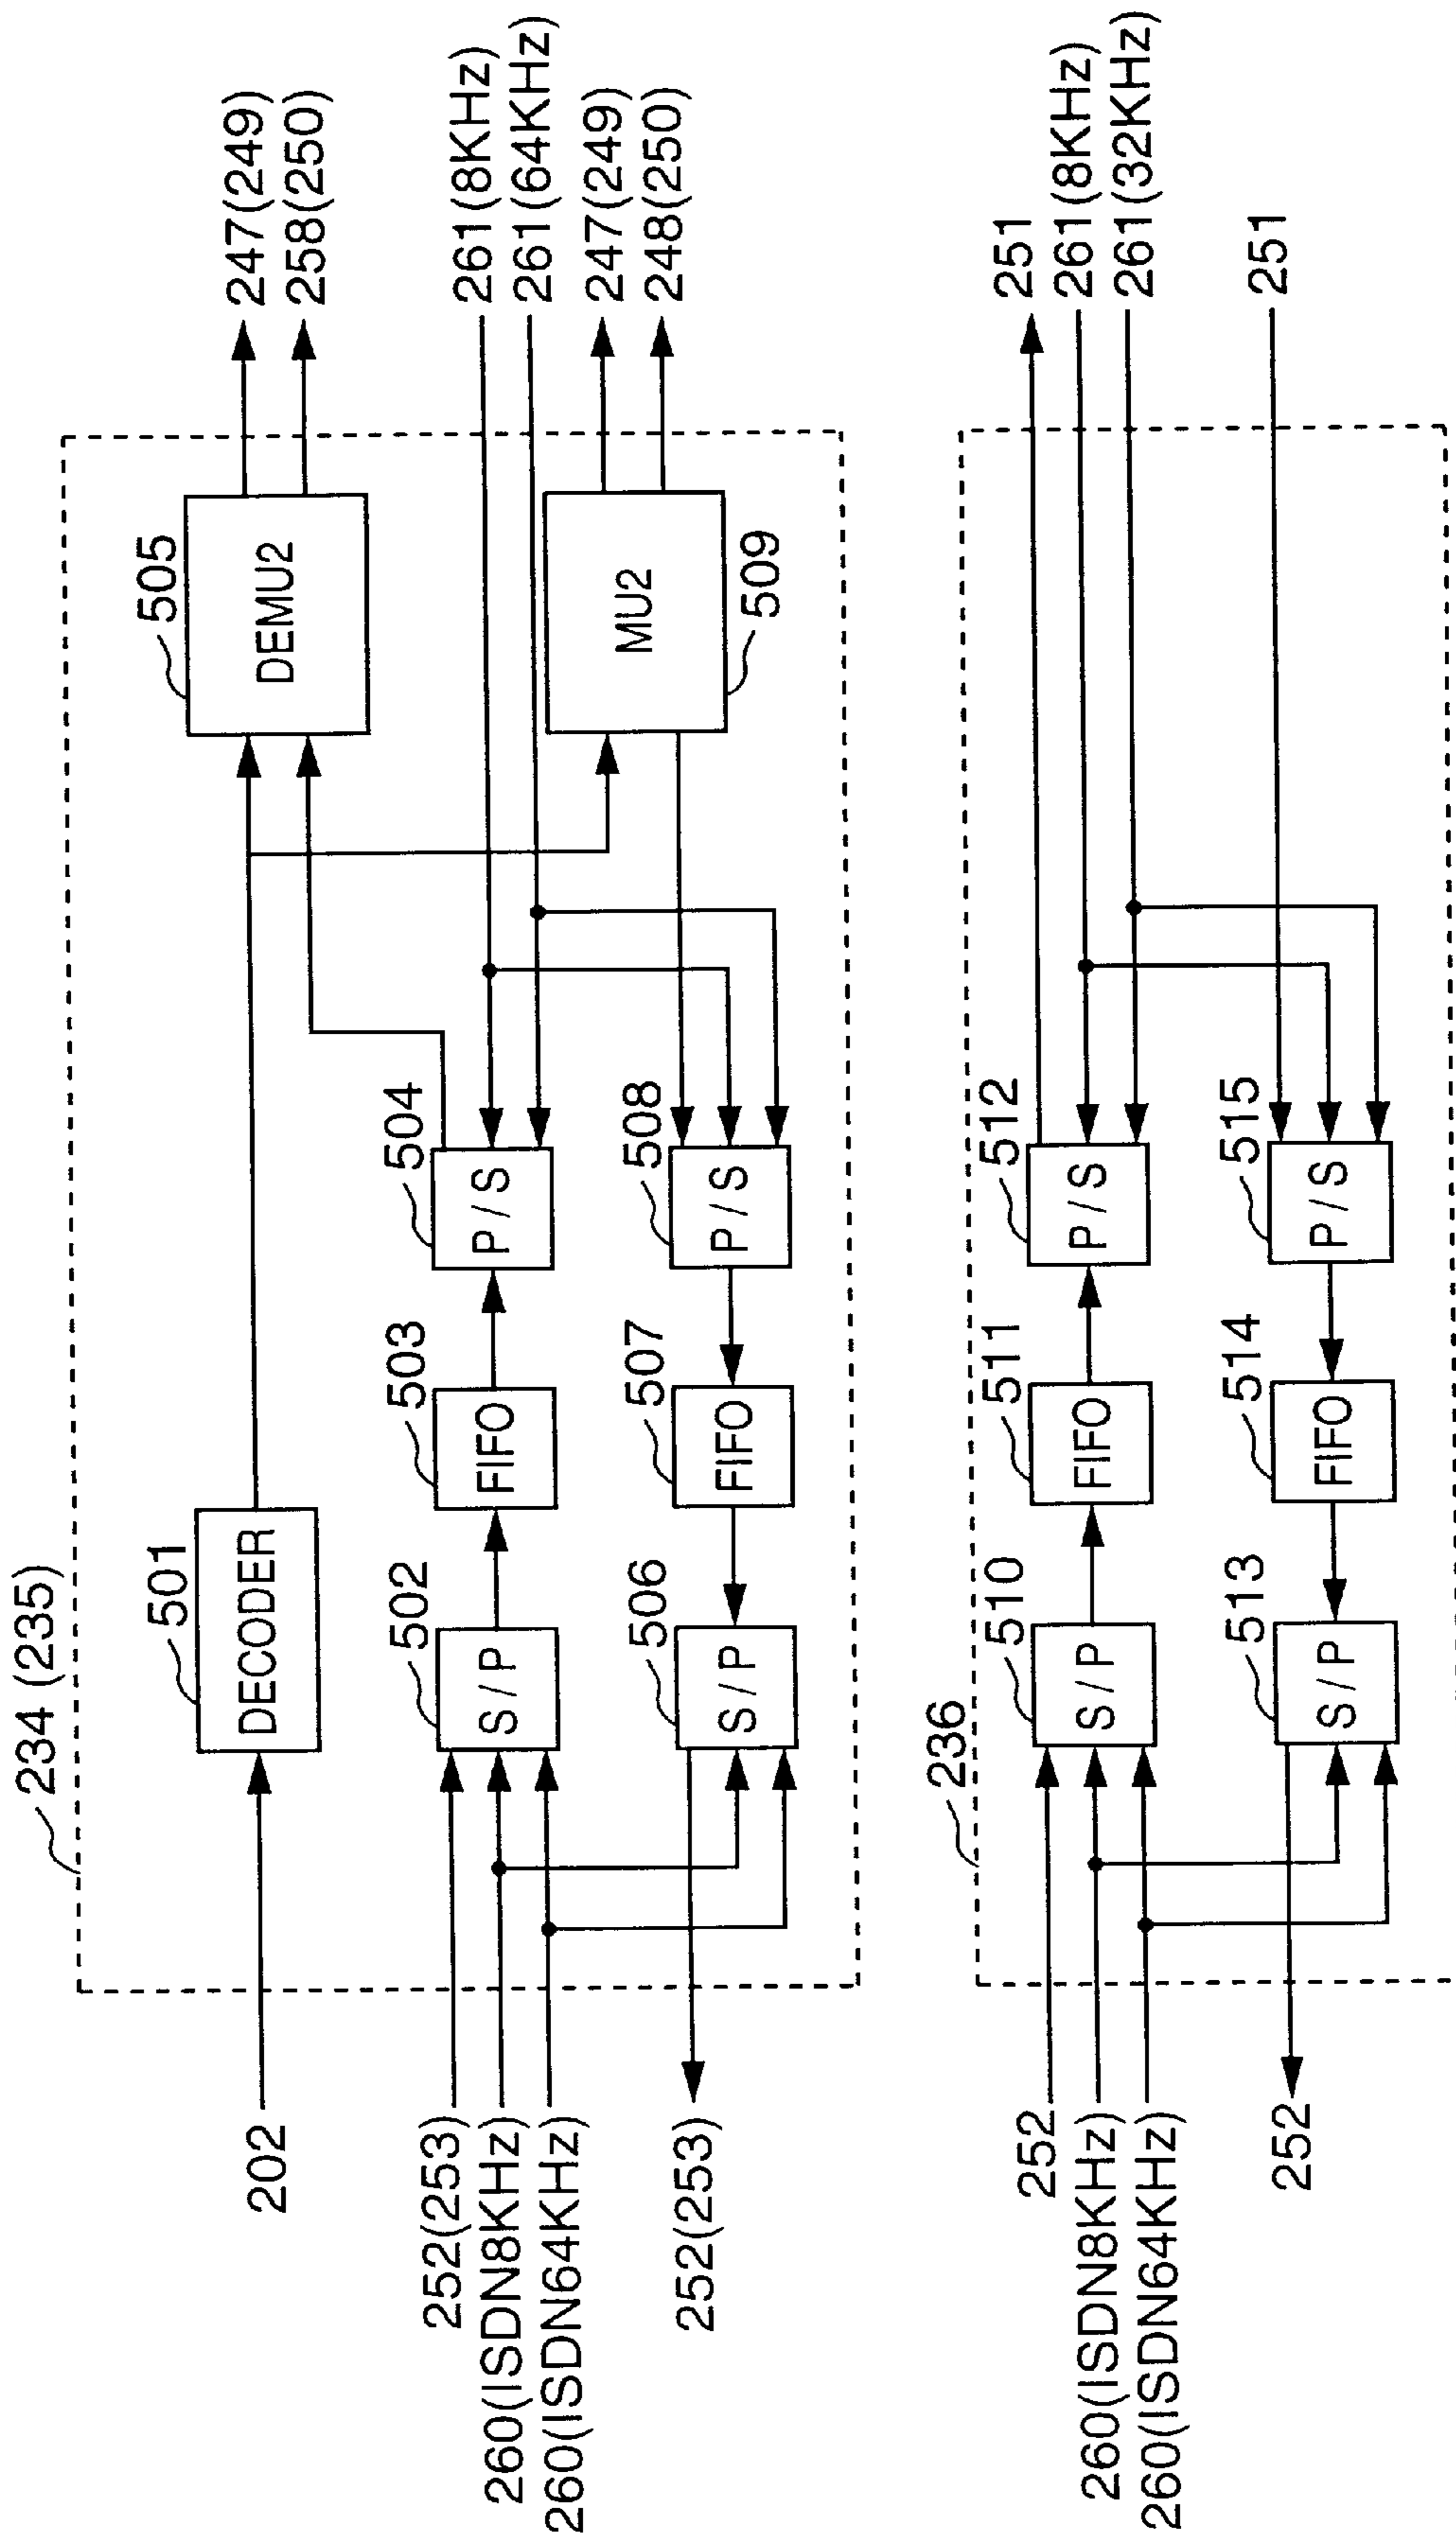 234 (235)
202
501
DECODER
505
DEMU2
247(249)
258(250)
252(253)
260(ISDN8KHz)
260(ISDN64KHz)
502
S/P
503
FIFO
504
P/S
261(8KHz)
261(64KHz)
252(253)
506
S/P
507
FIFO
508
P/S
MU2
509
247(249)
248(250)
236
252
260(ISDN8KHz)
260(ISDN64KHz)
510
S/P
511
FIFO
512
P/S
251
261(8KHz)
261(32KHz)
252
513
S/P
514
FIFO
515
P/S
251